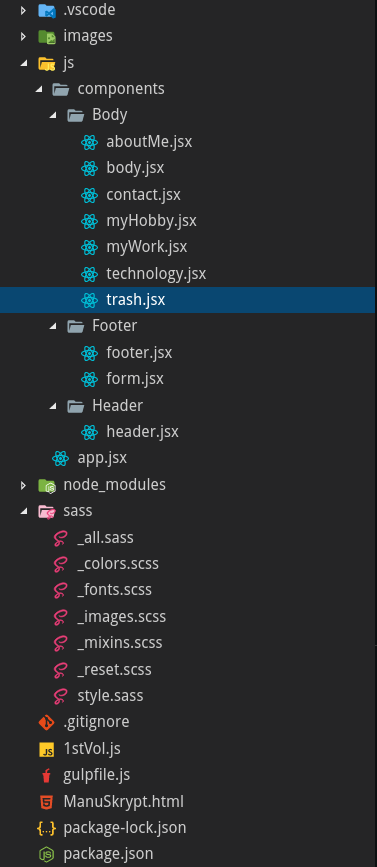 .vscode
images
js
components
Body
aboutMe.jsx
body.jsx
contact.jsx
myHobby.jsx
myWork.jsx
technology.jsx
trash.jsx
Footer
footer.jsx
form.jsx
Header
header.jsx
app.jsx
node_modules
sass
_all.sass
_colors.scss
_fonts.scss
_images.scss
_mixins.scss
_reset.scss
style.sass
.gitignore
JS 1stVol.js
gulpfile.js
ManuSkrypt.html
package-lock.json
package.json